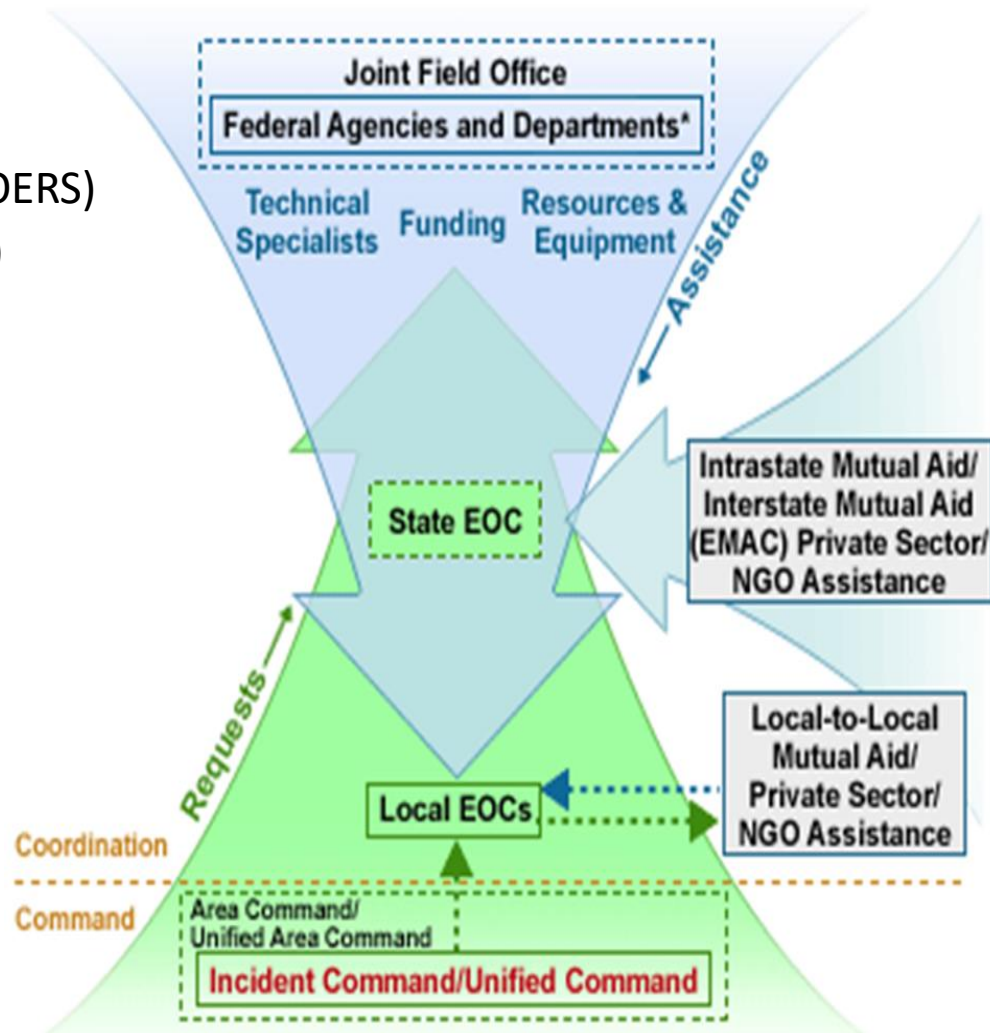 Joint Field Office
Federal Agencies and Departments*
DERS)
)
Technical
Specialists
Funding
Resources &
Equipment
Assistance
State EOC
Intrastate Mutual Aid/
Interstate Mutual Aid
(EMAC) Private Sector/
NGO Assistance
Requests
Local-to-Local
Mutual Aid/
Private Sector/
NGO Assistance
Local EOCs
Coordination
Command
Area Command/
Unified Area Command
Incident Command/Unified Command